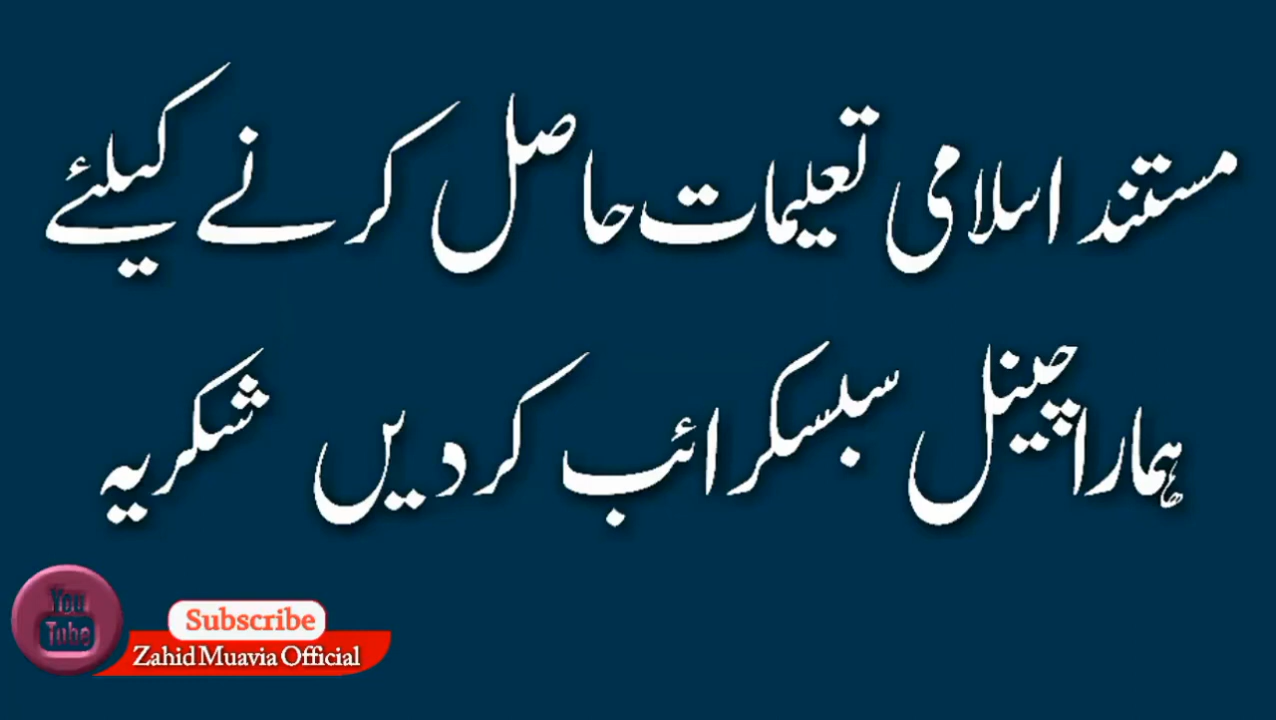 مستند اسلامی تعلیمات حاصل کرنے کیلئے
ہمارا چینل سبسکرائب کردیں شکریہ
You
Tube
Subscribe
Zahid Muavia Official